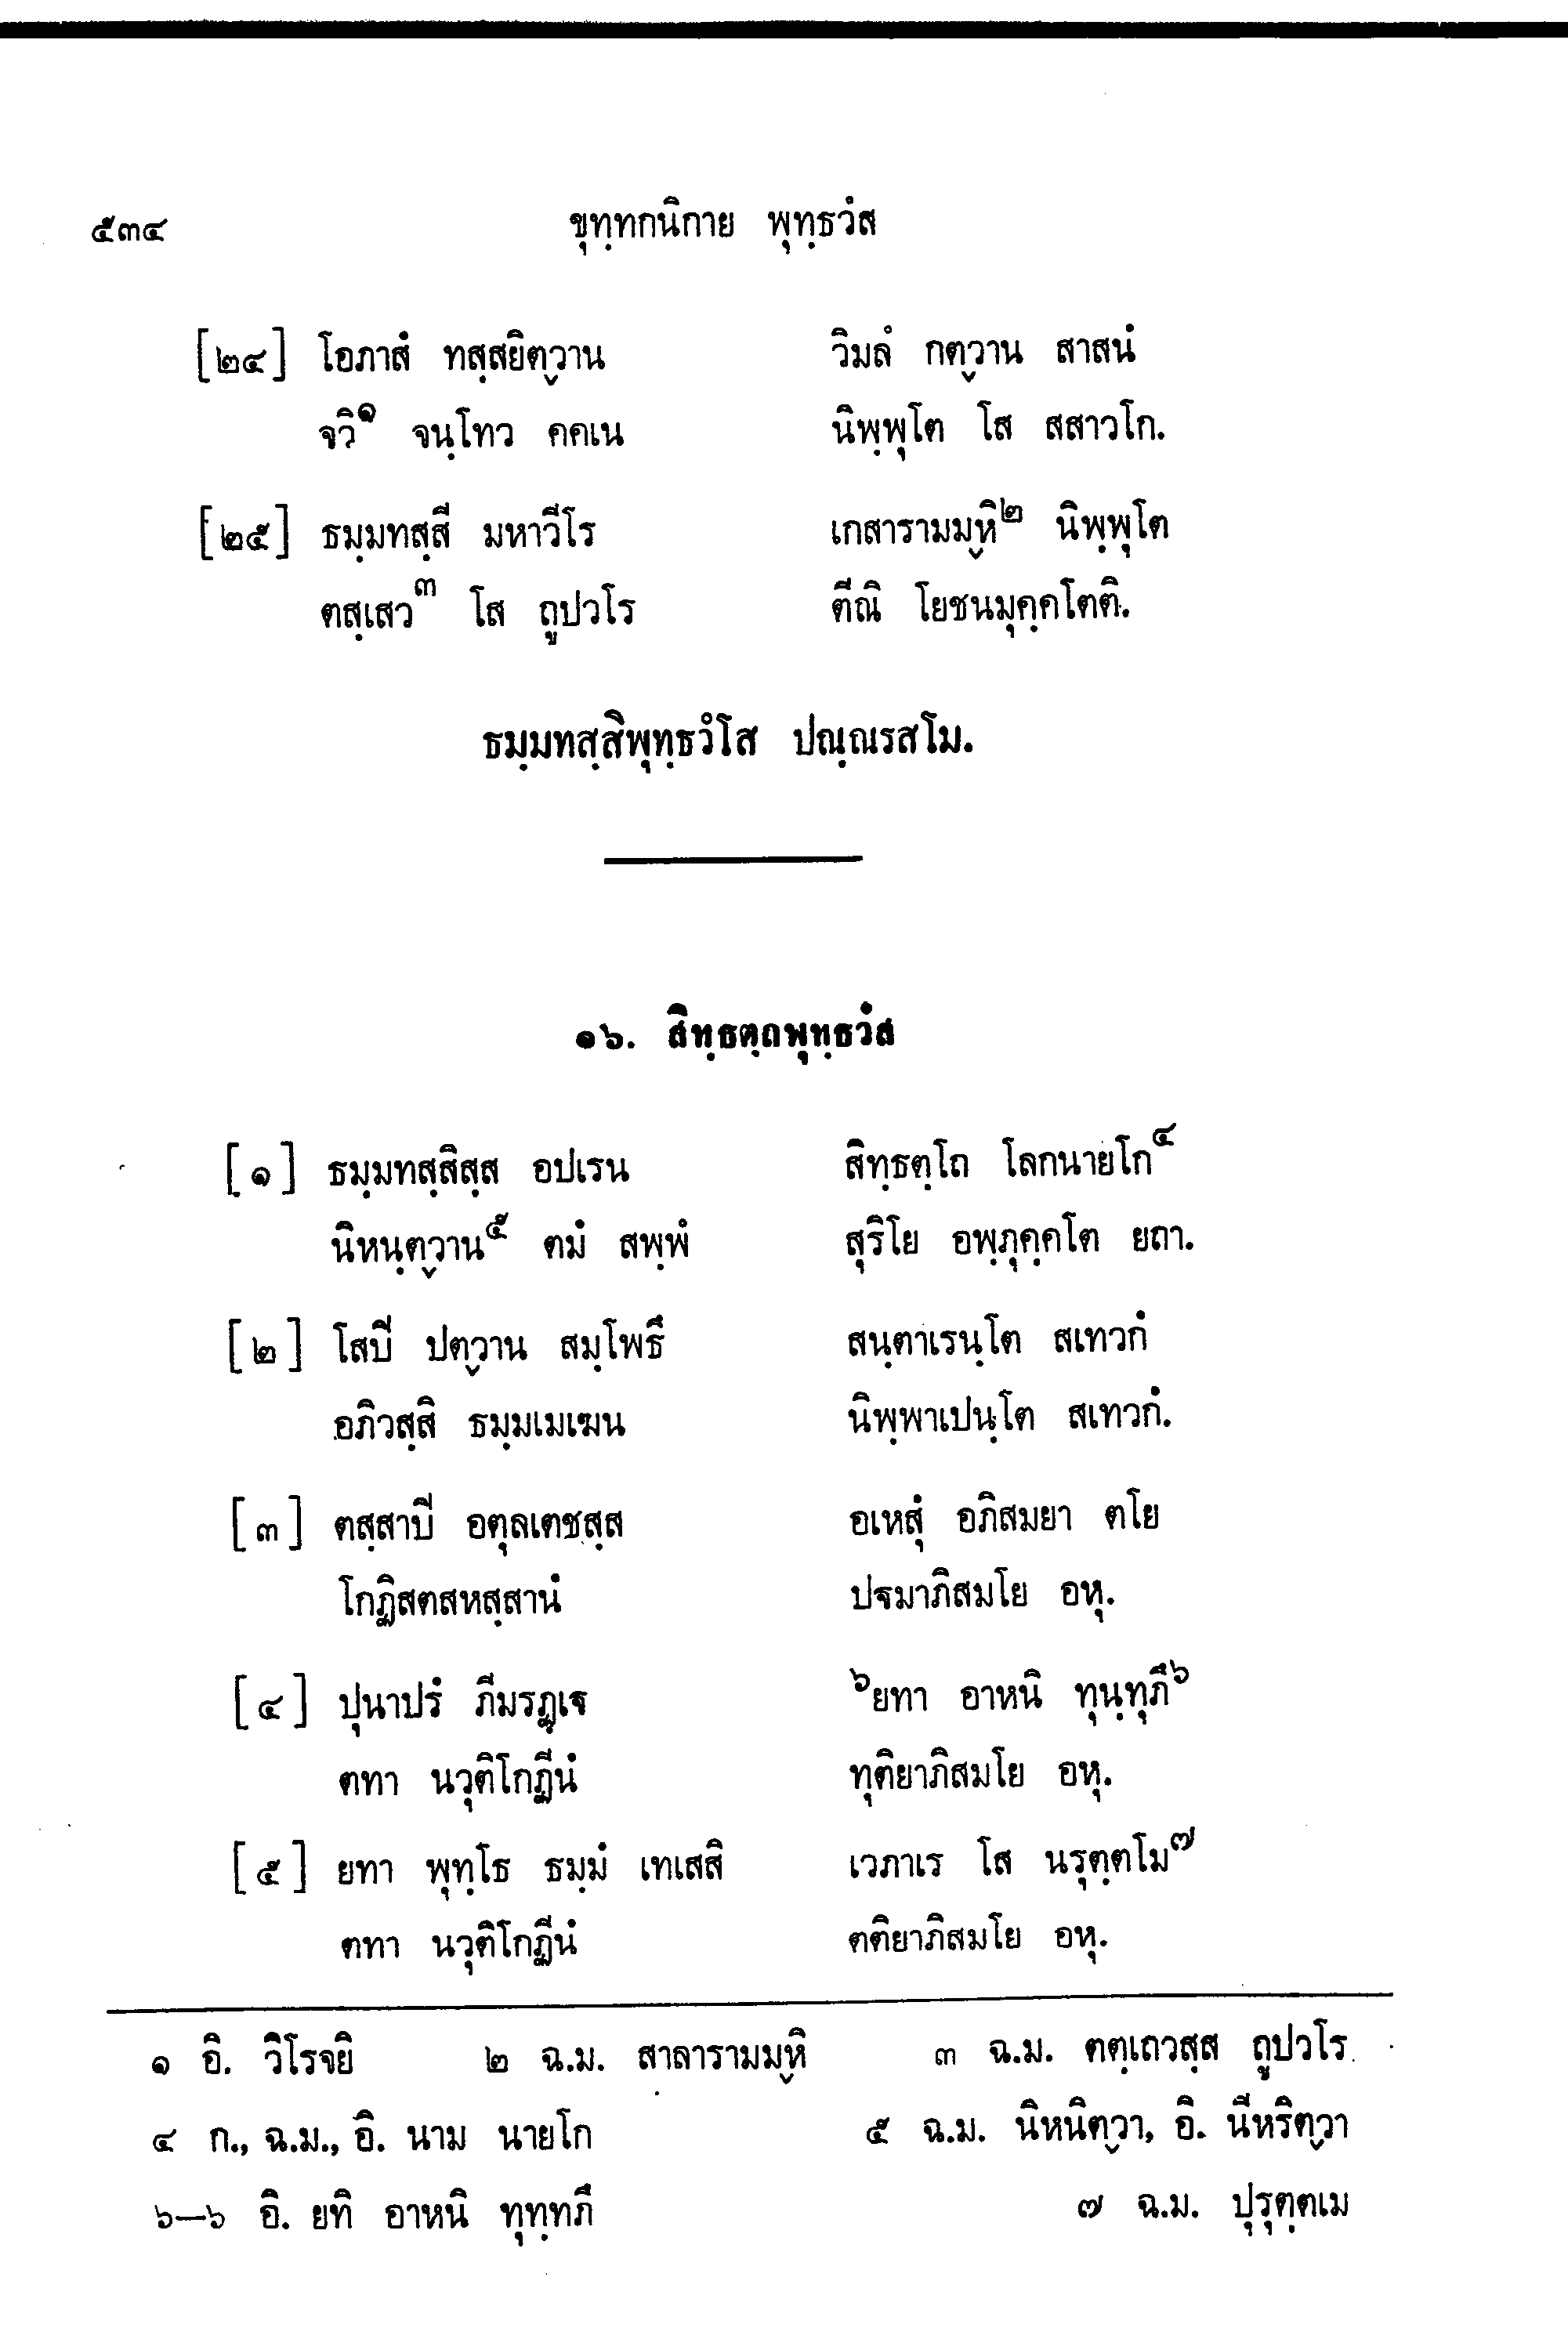 ๕๓๔ ขุทฺทกนิกาย พุทฺธวํส
[๒๔] โอภาสํ ทสฺสยิตฺวาน วิมลํ กตฺวาน สาสนํ
จวิ๑ จนฺโทว คคเน นิพฺพุโต โส สสาวโก.
[๒๕] ธมฺมทสฺสี มหาวีโร เกสารามมฺหิ๒ นิพฺพุโต
ตสฺเสว๓ โส ถูปวโร ตีณิ โยชนมุคฺคโตติ.
ธมฺมทสฺสิพุทฺธวํโส ปณฺณรสโม.
๑๖. สิทฺธตฺถพุทฺธวํส
[๑] ธมฺมทสฺสิสฺส อปเรน สิทฺธตฺโถ โลกนายโก๔
นิหนฺตฺวาน๕ ตมํ สพฺพํ สุริโย อพฺภุคฺคโต ยถา.
[๒] โสปิ ปตฺวาน สมฺโพธึ สนฺตาเรนฺโต สเทวกํ
อภิวสฺสิ ธมฺมเมเฆน นิพฺพาเปนฺโต สเทวกํ.
[๓] ตสฺสาปิ อตุลเตชสฺส อเหสุํ อภิสมยา ตโย
โกฏิสตสหสฺสานํ ปฐมาภิสมโย อหุ.
[๔] ปุนาปรํ ภีมรฏฺเฐ ๖ยทา อาหนิ ทุนฺทุภึ๖
ตทา นวุติโกฏีนํ ทุติยาภิสมโย อหุ.
[๕] ยทา พุทฺโธ ธมฺมํ เทเสสิ เวภาเร โส นรุตฺตโม๗
ตทา นวุติโกฏีนํ ตติยาภิสมโย อหุ.
๑ อิ. วิโรจยิ ๒ ฉ.ม. สาลารามมฺหิ ๓ ฉ.ม. ตตฺเถวสฺส ถูปวโร
๔ ก., ฉ.ม., อิ. นาม นายโก ๕ ฉ.ม. นิหนิตฺวา, อิ. นีหริตฺวา
๖—๖ อิ. ยทิ อาหนิ ทุทฺทภึ ๗ ฉ.ม. ปุรุตฺตเม